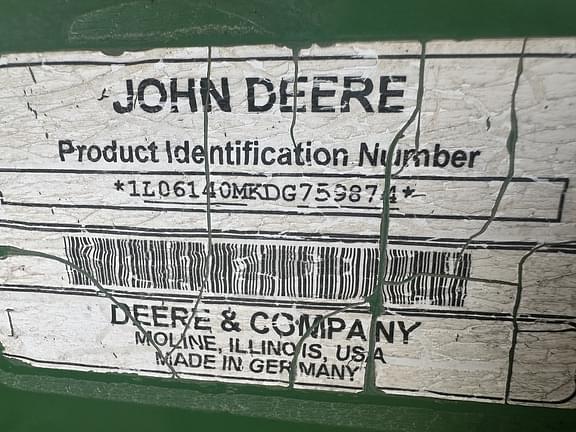 JOHN DEERE
Product Identification Number
*1L06140MKDG759874*
DEERE & COMPANY
MOLINE, ILLINOIS, USA
MADE IN GERMANY